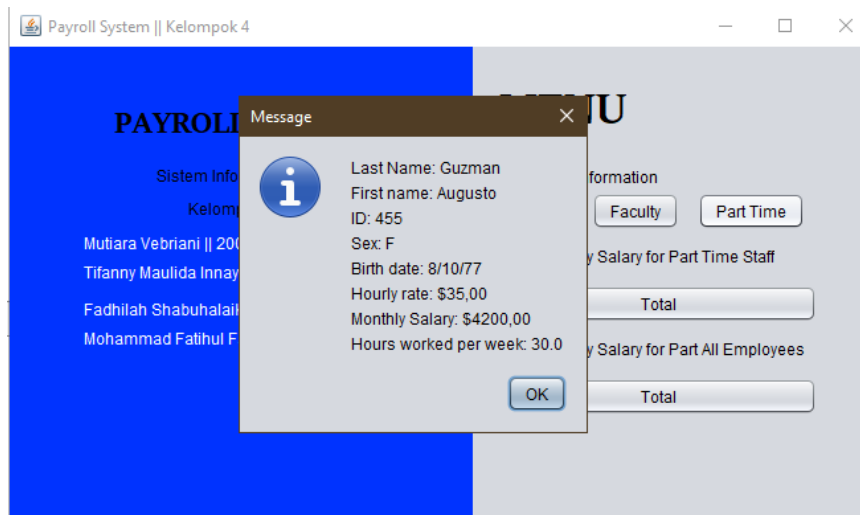 Payroll System || Kelompok 4
PAYROLL
MENU
Message
Last Name: Guzman
First name: Augusto
ID: 455
Sex: F
Birth date: 8/10/77
Hourly rate: $35,00
Monthly Salary: $4200,00
Hours worked per week: 30.0
OK
Sistem Info
Kelom
Mutiara Vebriani || 200
Tifanny Maulida Innay
Fadhilah Shabuhalaih
Mohammad Fatihul F
formation
Faculty
Part Time
y Salary for Part Time Staff
Total
y Salary for Part All Employees
Total